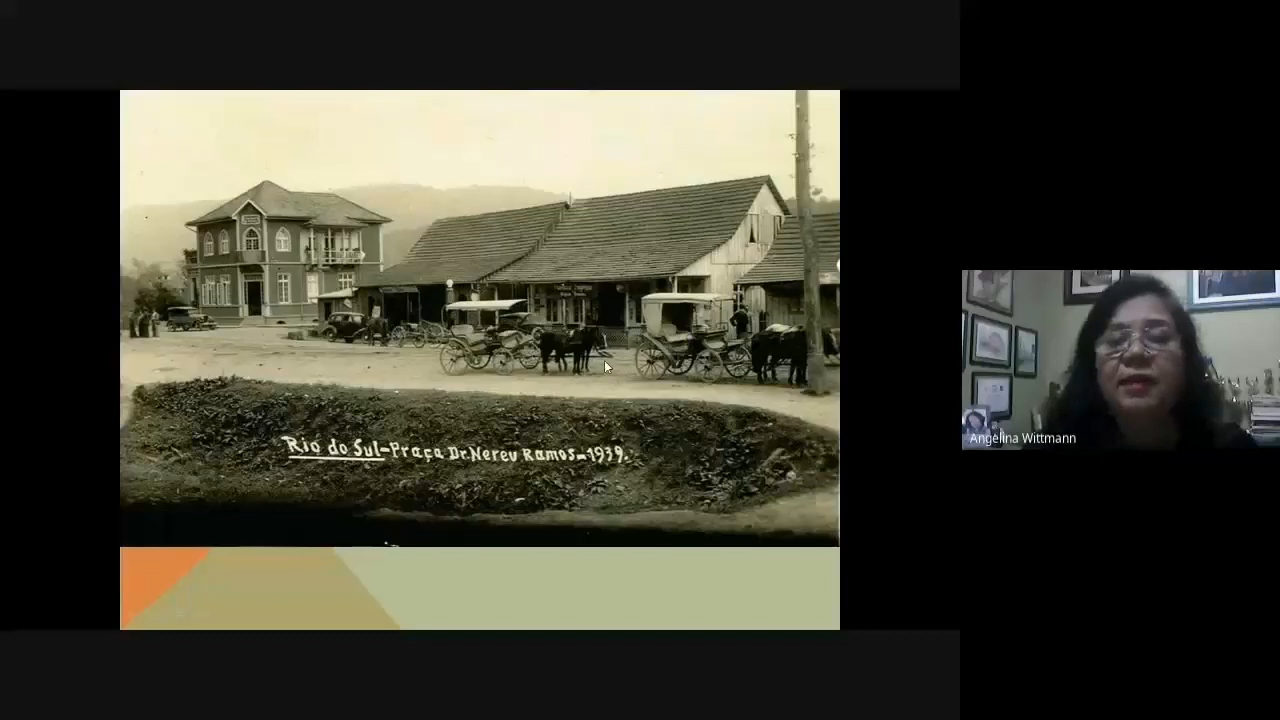 Rio do Sul-Praça Dr. Nereu Ramos-1939.
Angelina Wittmann